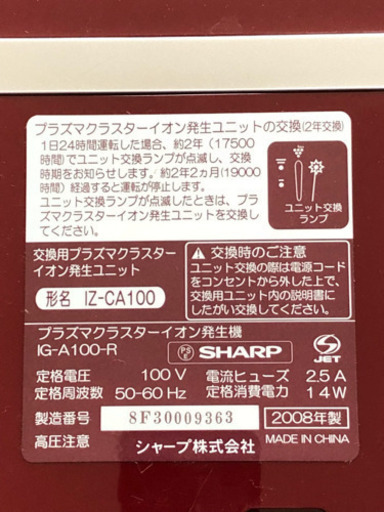 プラズマクラスターイオン発生ユニットの交換(2年交換)
1日24時間運転した場合、約2年(17500
時間)でユニット交換ランプが点滅し、交換
時期をお知らせします。約2年2ヵ月(19000
時間)経過すると運転が停止します。
ユニット交換ランプが点滅したときは、プラ
ズマクラスターイオン発生ユニットを交換し
てください。
ユニット交換
ランプ
交換用プラズマクラスター
イオン発生ユニット
形名 IZ-CA100
交換時のご注意
ユニット交換の際は電源コード
をコンセントから外した上で、
交換用ユニット内の説明書に
したがい交換してください。
プラズマクラスターイオン発生機
IG-A100-R
PS E
SHARP
S JET
定格電圧 100 V 電流ヒューズ 2.5 A
定格周波数 50-60 Hz 定格消費電力 14 W
製造番号 8F30009363 2008年製
高圧注意 シャープ株式会社 MADE IN CHINA